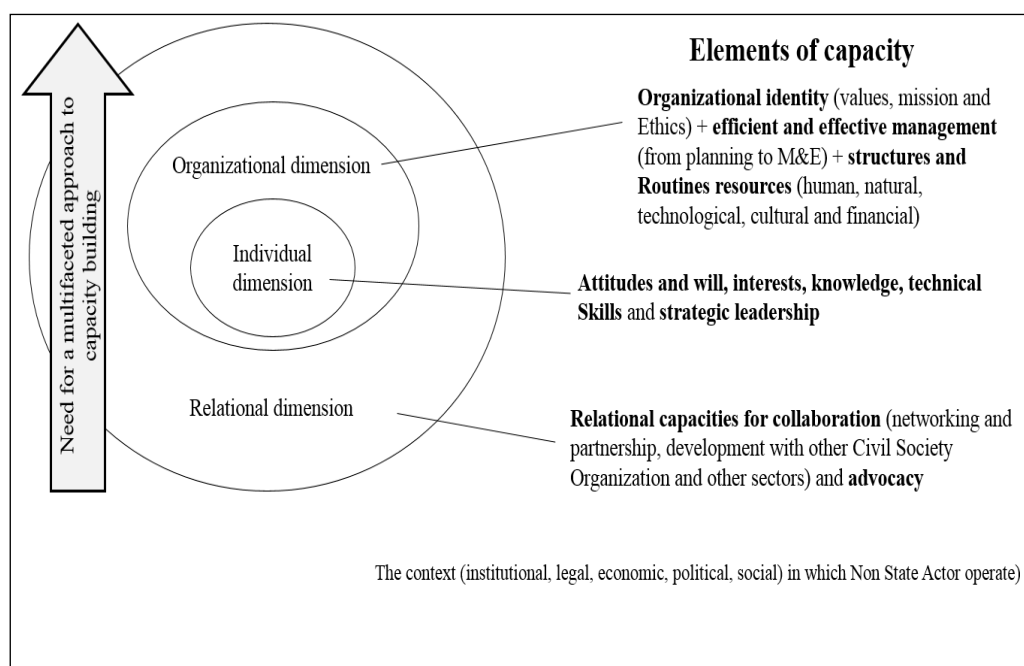 Need for a multifaceted approach to
capacity building
Organizational dimension
Individual
dimension
Relational dimension
Elements of capacity
Organizational identity (values, mission and
Ethics) + efficient and effective management
(from planning to M&E) + structures and
Routines resources (human, natural,
technological, cultural and financial)
Attitudes and will, interests, knowledge, technical
Skills and strategic leadership
Relational capacities for collaboration (networking and
partnership, development with other Civil Society
Organization and other sectors) and advocacy
The context (institutional, legal, economic, political, social) in which Non State Actor operate)